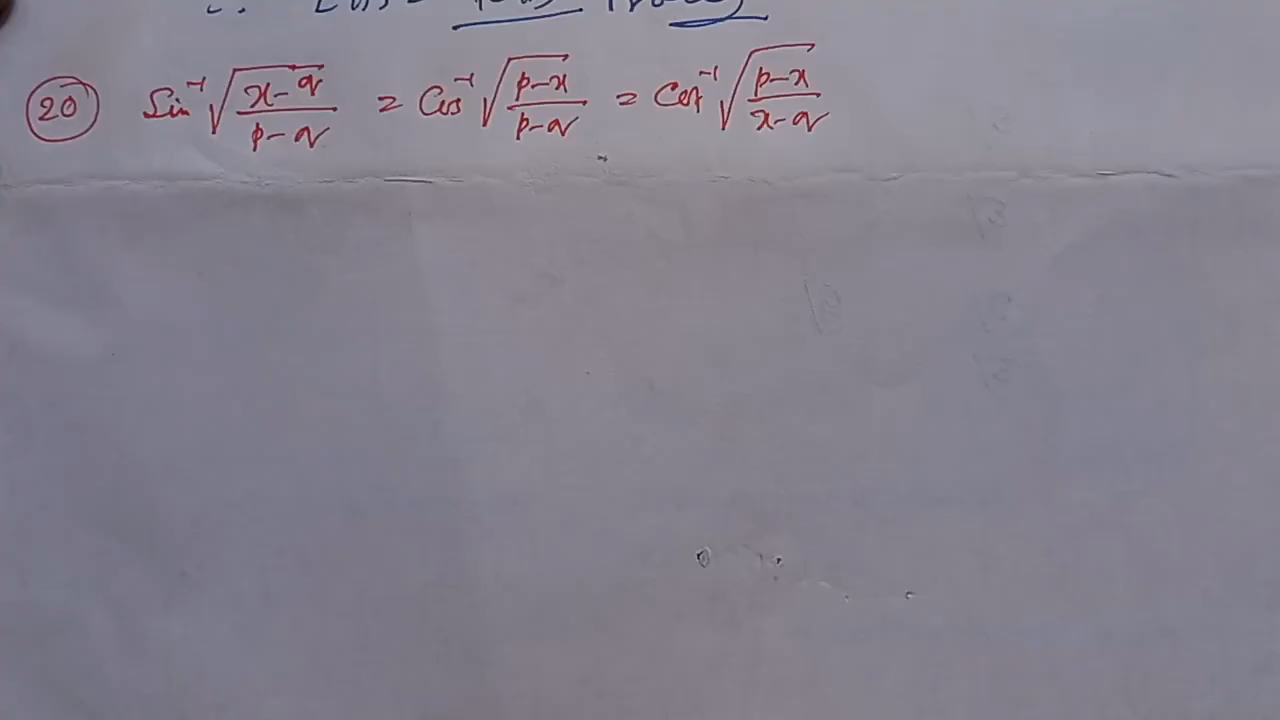 ∴
(20) Sin⁻¹ √((x-q)/(p-q)) = Cos⁻¹ √((p-x)/(p-q)) = Cot⁻¹ √((p-x)/(x-q))